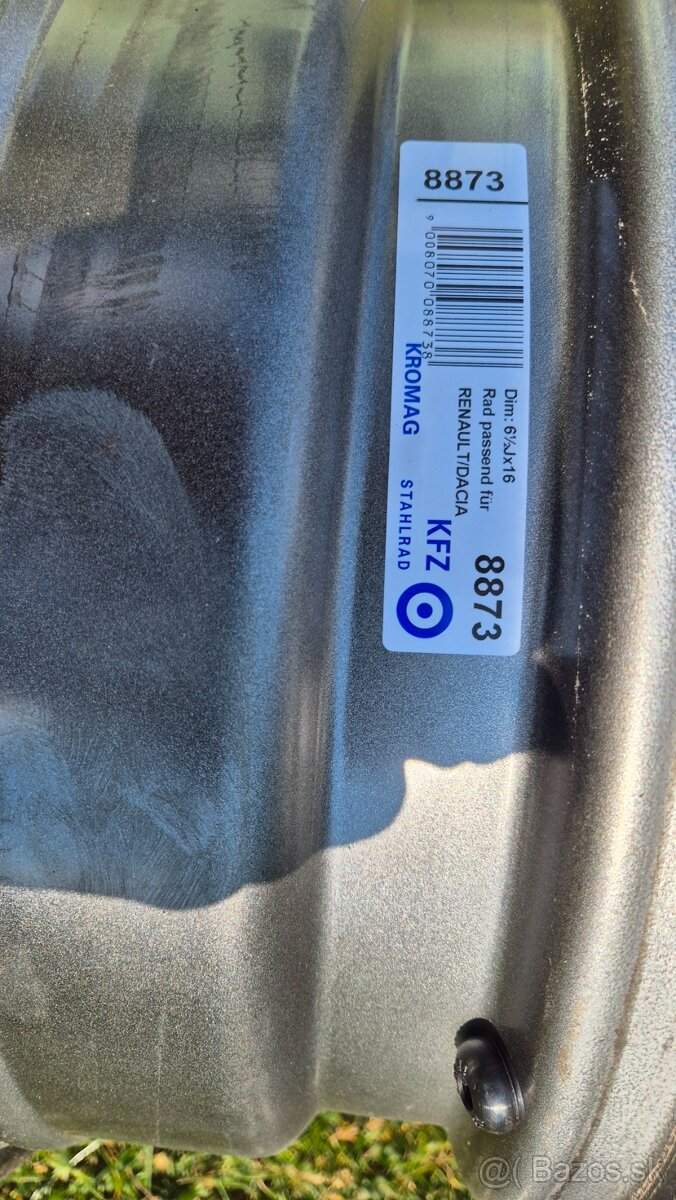 8873
9 008070 088738
Dim: 6½Jx16
Rad passend für
RENAULT/DACIA
KROMAG
STAHLRAD
KFZ
8873
@ Bazos.sk